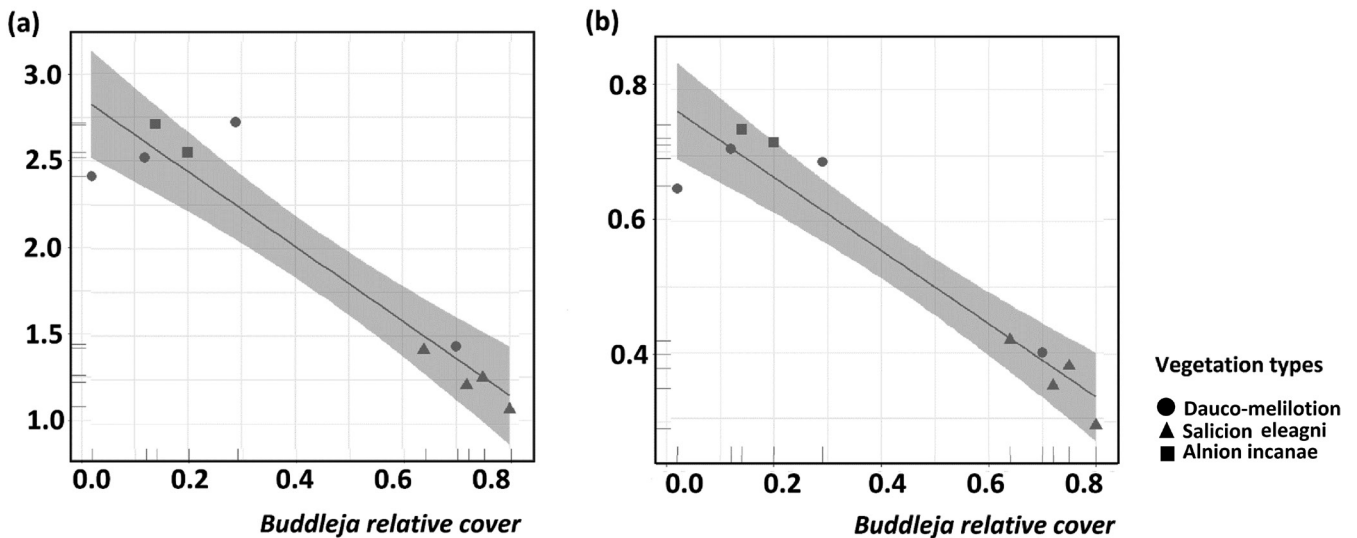 (a)
3.0
2.5
2.0
1.5
1.0
0.0 0.2 0.4 0.6 0.8
Buddleja relative cover
(b)
0.8
0.6
0.4
0.0 0.2 0.4 0.6 0.8
Buddleja relative cover
Vegetation types
Dauco-melilotion
Salicion eleagni
Alnion incanae